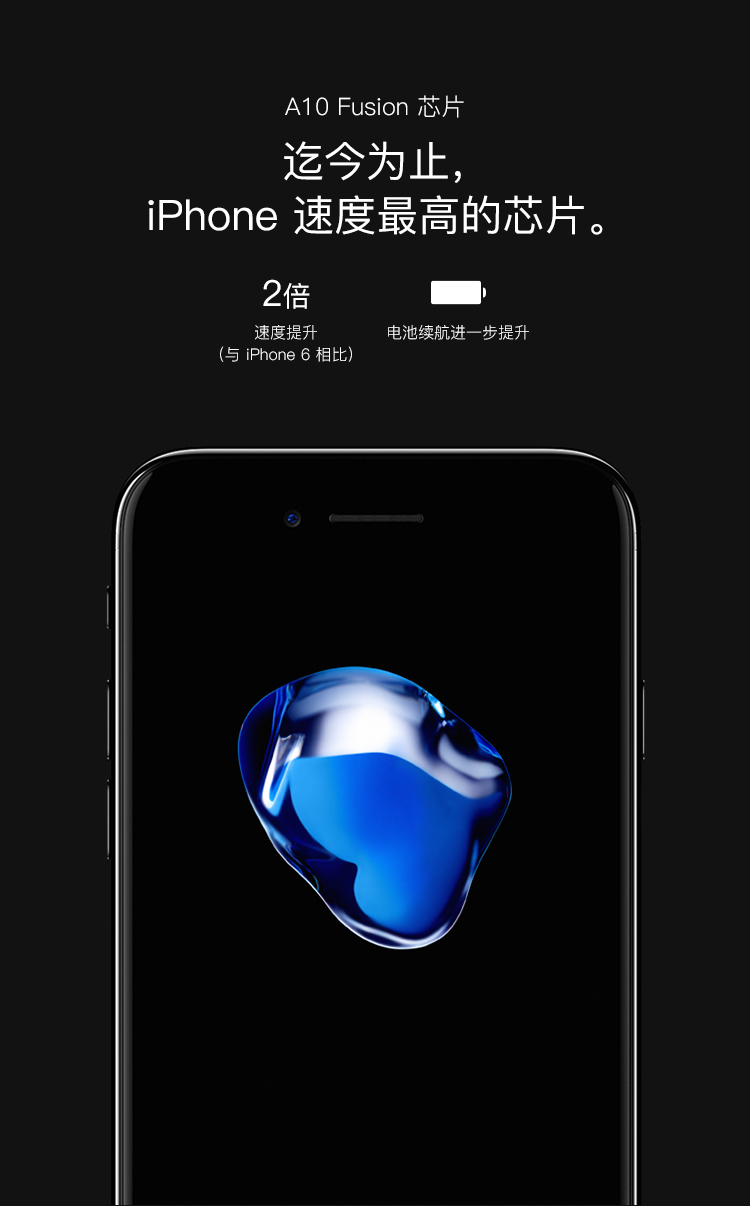 A10 Fusion 芯片
迄今为止，
iPhone 速度最高的芯片。
2倍
速度提升
（与 iPhone 6 相比）
电池续航进一步提升